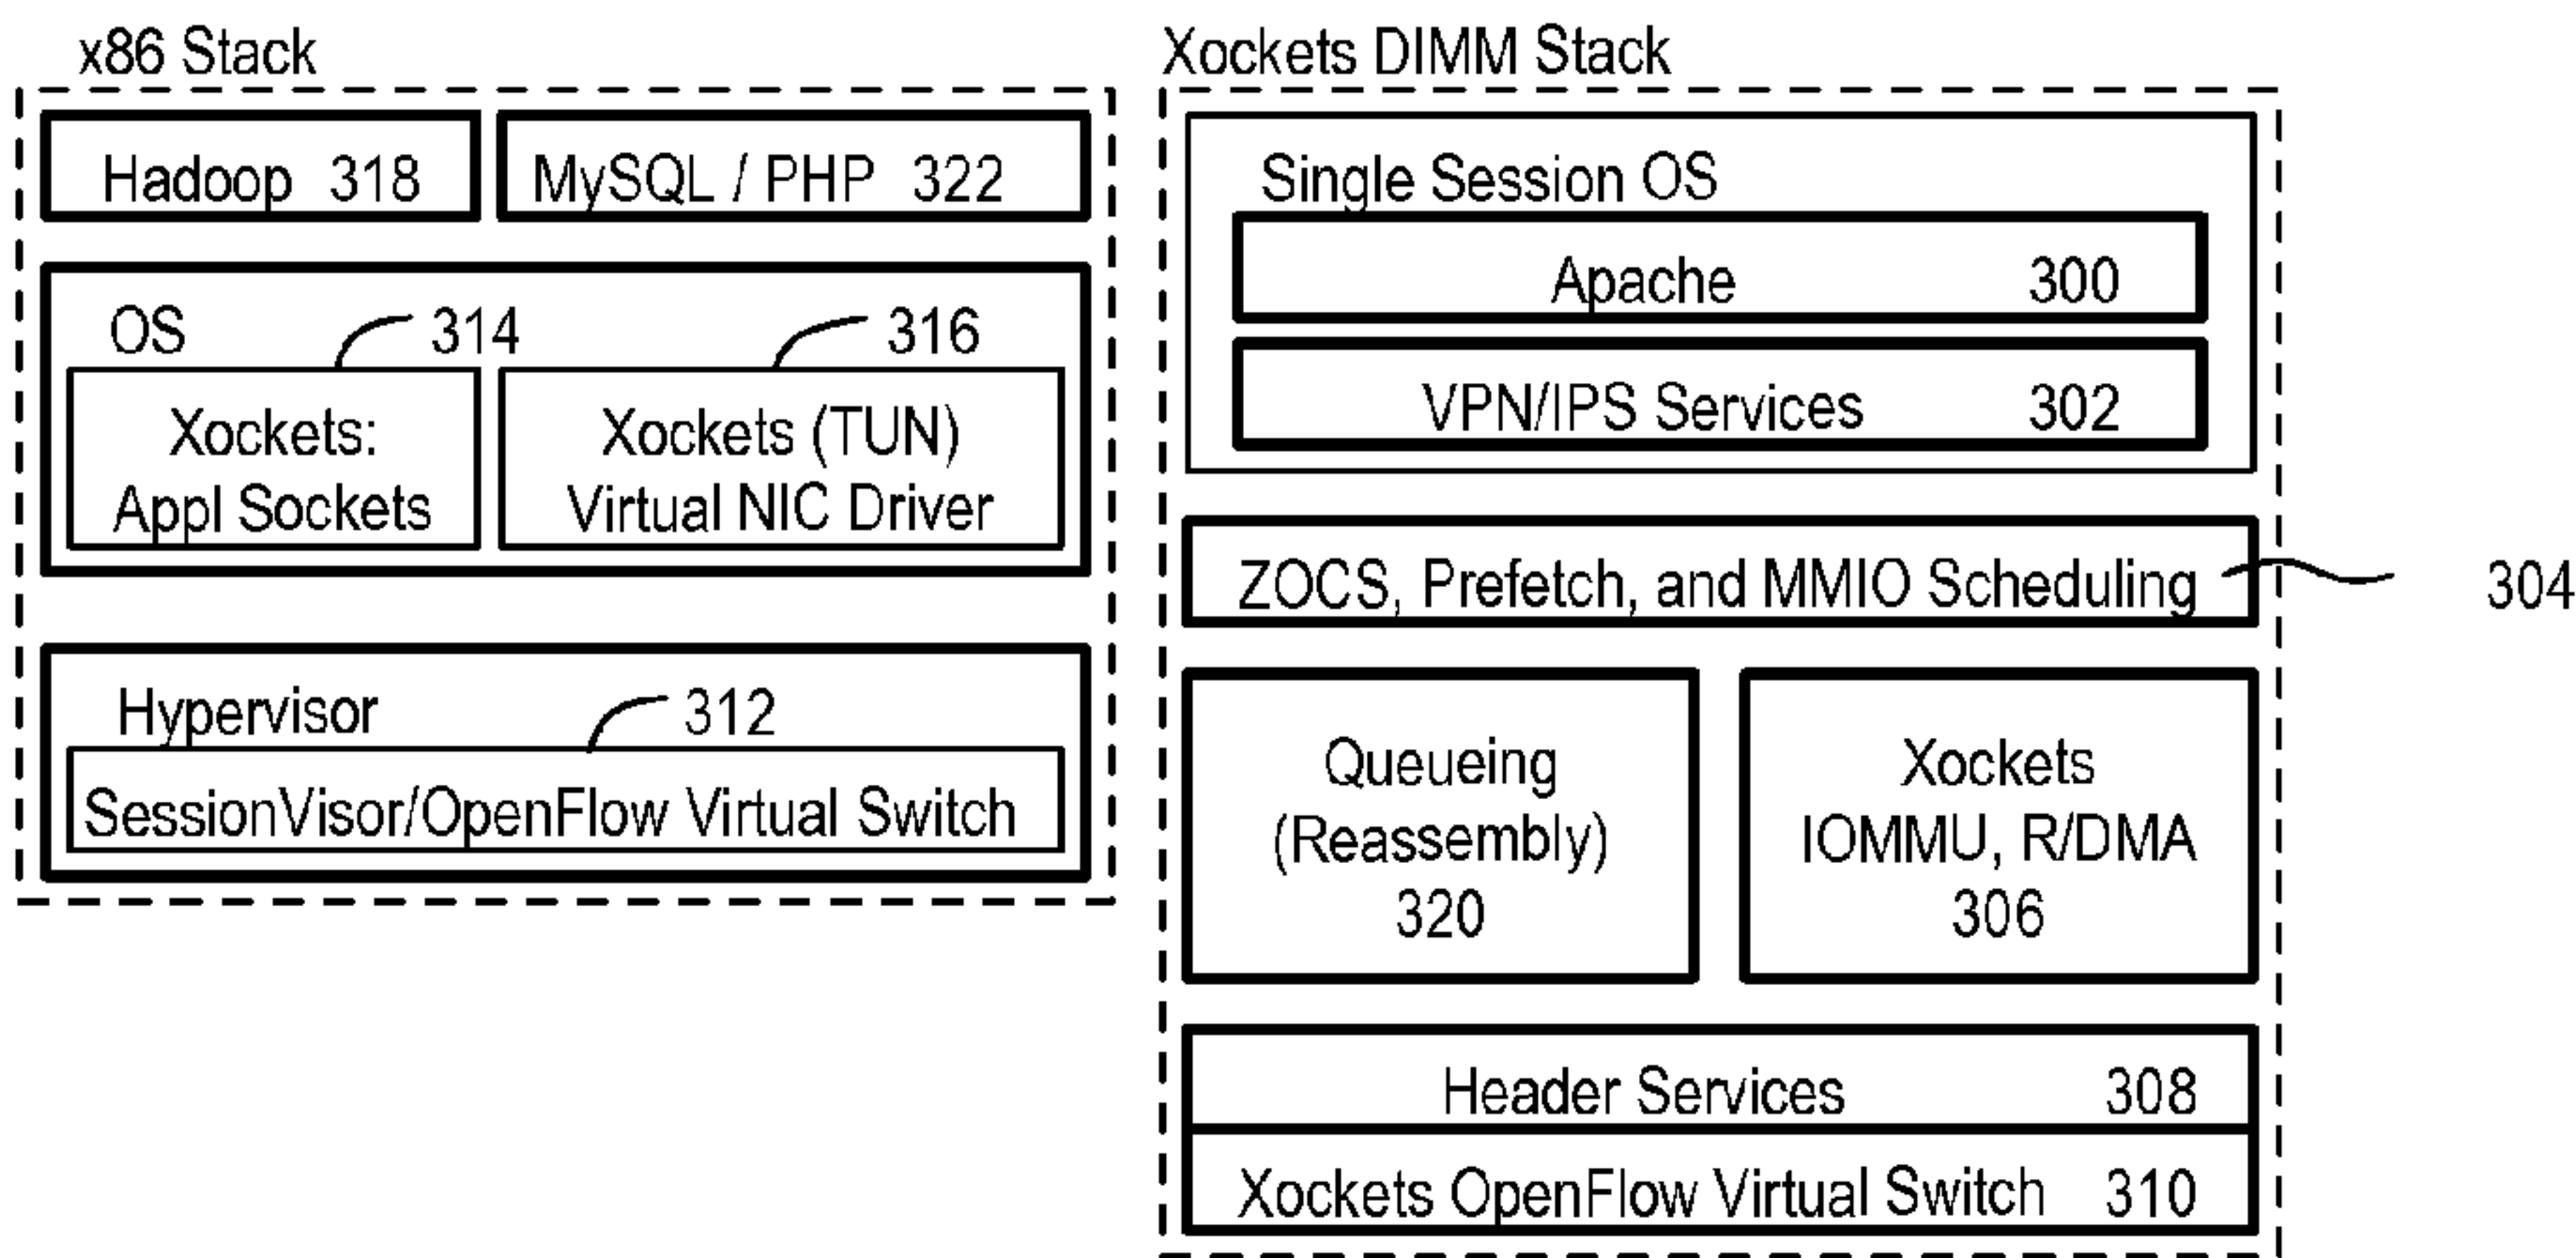 x86 Stack
Hadoop 318
MySQL / PHP 322
OS
314
316
Xockets:
Appl Sockets
Xockets (TUN)
Virtual NIC Driver
Hypervisor
312
SessionVisor/OpenFlow Virtual Switch
Xockets DIMM Stack
Single Session OS
Apache 300
VPN/IPS Services 302
ZOCS, Prefetch, and MMIO Scheduling
304
Queueing
(Reassembly)
320
Xockets
IOMMU, R/DMA
306
Header Services 308
Xockets OpenFlow Virtual Switch 310